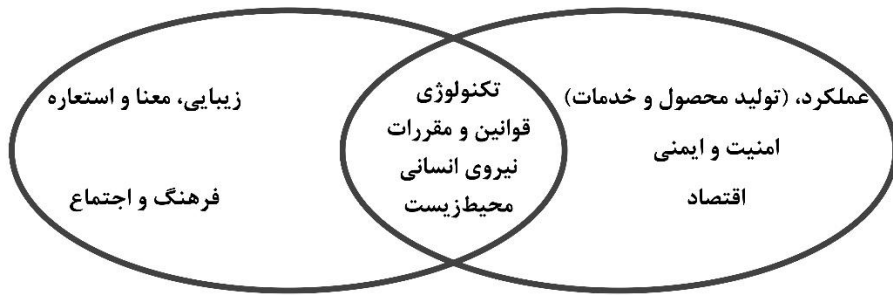 عملکرد، (تولید محصول و خدمات)
امنیت و ایمنی
اقتصاد
تکنولوژی
قوانین و مقررات
نیروی انسانی
محیط‌زیست
زیبایی، معنا و استعاره
فرهنگ و اجتماع